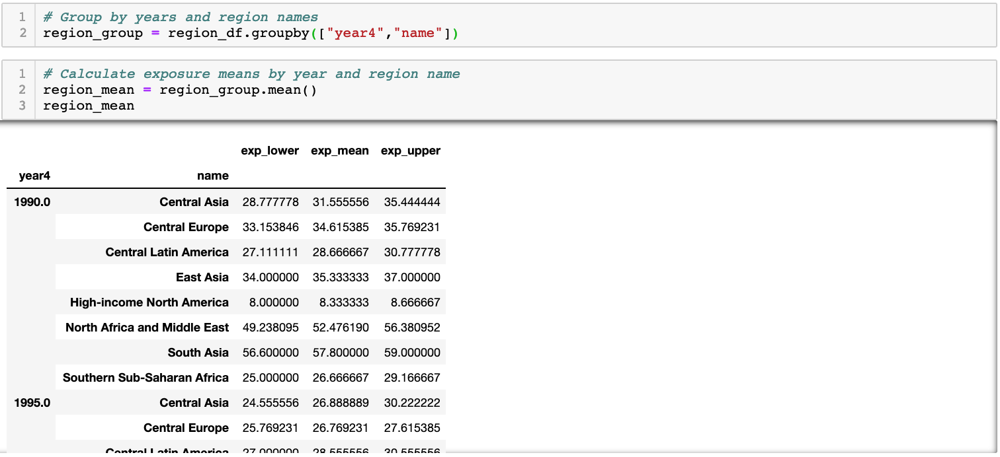 1 # Group by years and region names
2 region_group = region_df.groupby(["year4","name"])
1 # Calculate exposure means by year and region name
2 region_mean = region_group.mean()
3 region_mean
exp_lower exp_mean exp_upper
year4 name
1990.0 Central Asia 28.777778 31.555556 35.444444
Central Europe 33.153846 34.615385 35.769231
Central Latin America 27.111111 28.666667 30.777778
East Asia 34.000000 35.333333 37.000000
High-income North America 8.000000 8.333333 8.666667
North Africa and Middle East 49.238095 52.476190 56.380952
South Asia 56.600000 57.800000 59.000000
Southern Sub-Saharan Africa 25.000000 26.666667 29.166667
1995.0 Central Asia 24.555556 26.888889 30.222222
Central Europe 25.769231 26.769231 27.615385
Central Latin America 27.000000 28.555556 30.555556